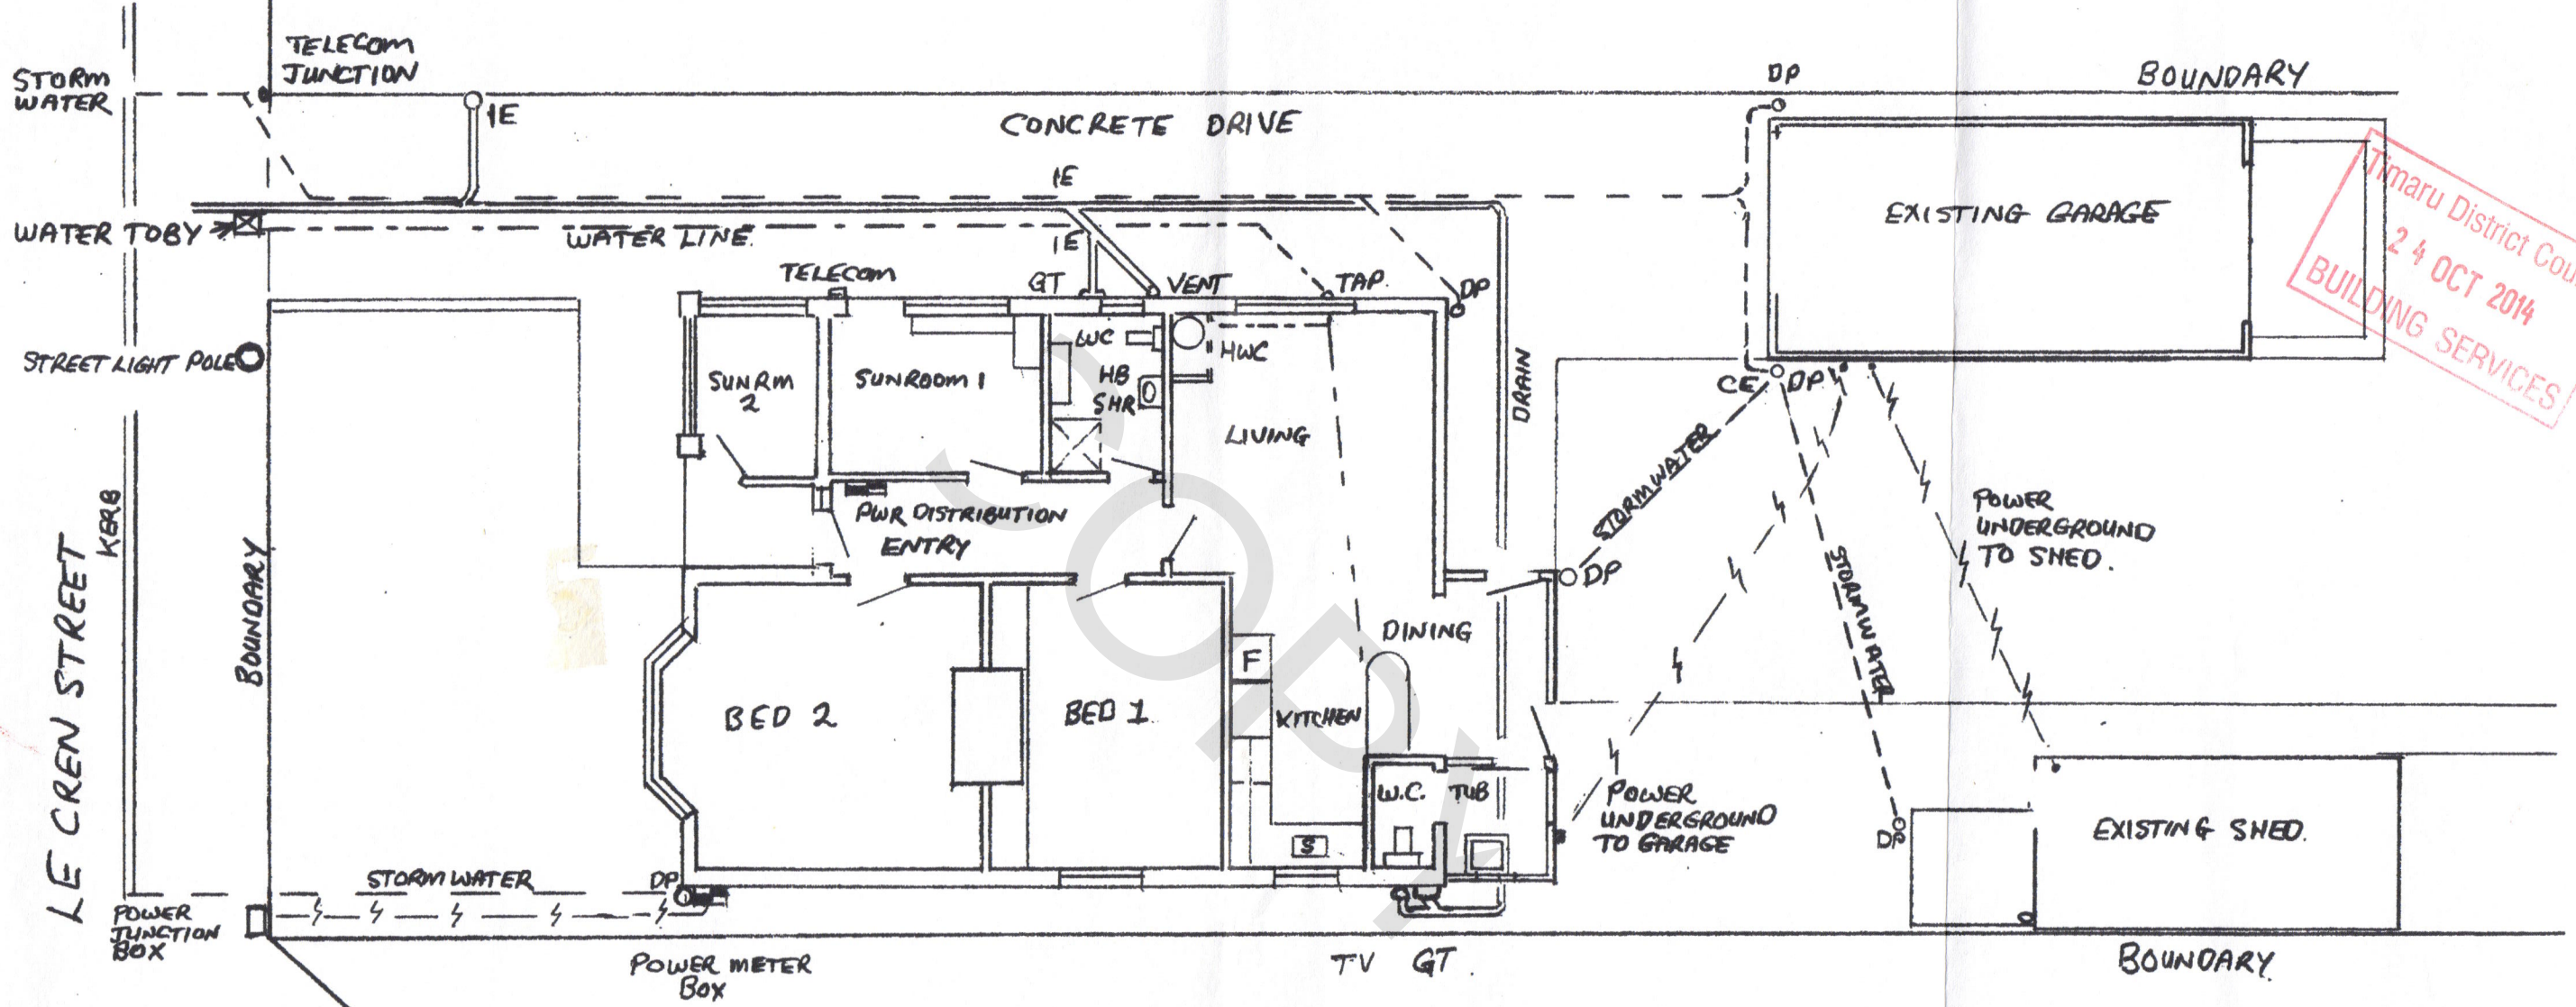 TELECOM
JUNCTION
STORM
WATER
IE
CONCRETE DRIVE
DP
BOUNDARY
Timaru District Cou
24 OCT 2014
BUILDING SERVICES
IE
WATER TOBY
WATER LINE.
IE
EXISTING GARAGE
TELECOM
GT
VENT
TAP.
DP
STREET LIGHT POLE
SUNRM
2
SUNROOM 1
WC
HB
SHR
HWC
LIVING
DRAIN
CE
DP
STORMWATER
STORMWATER
POWER
UNDERGROUND
TO SHED.
PWR DISTRIBUTION
ENTRY
DP
LE CREN STREET
KERB
BOUNDARY
BED 2
BED 1
F
KITCHEN
DINING
W.C.
TUB
S
POWER
UNDERGROUND
TO GARAGE
DP
EXISTING SHED.
STORMWATER
DP
POWER
JUNCTION
BOX
POWER METER
BOX
TV GT.
BOUNDARY
COPY